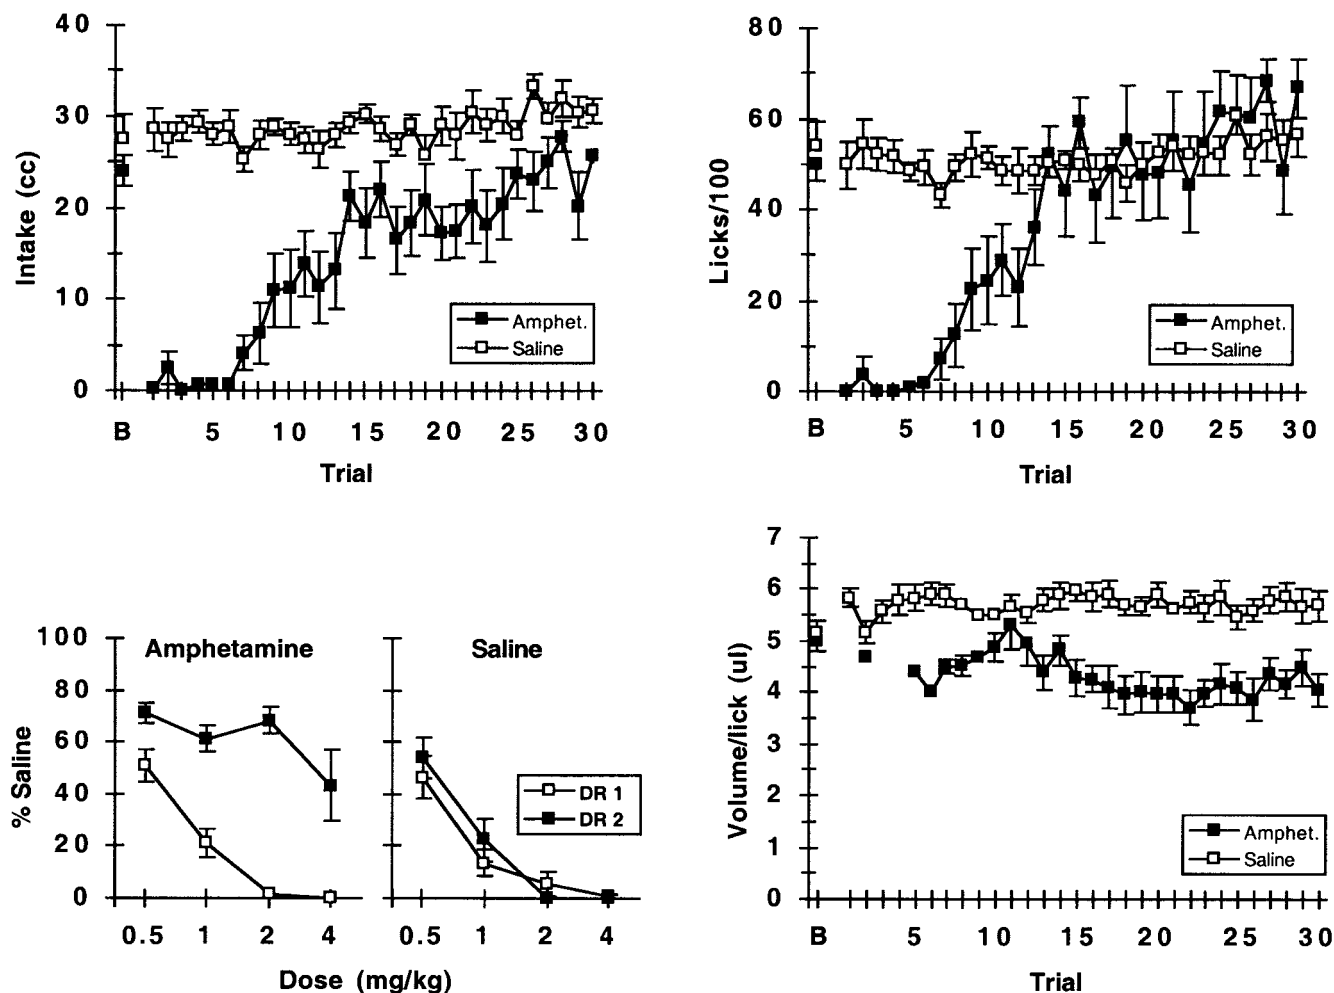 40
30
20
10
0
Intake (cc)
B 5 10 15 20 25 30
Trial
Amphet.
Saline
80
60
40
20
0
Licks/100
B 5 10 15 20 25 30
Trial
Amphet.
Saline
100
80
60
40
20
0
% Saline
Amphetamine
Saline
DR 1
DR 2
0.5 1 2 4
0.5 1 2 4
Dose (mg/kg)
7
6
5
4
3
2
1
0
Volume/lick (ul)
B 5 10 15 20 25 30
Trial
Amphet.
Saline